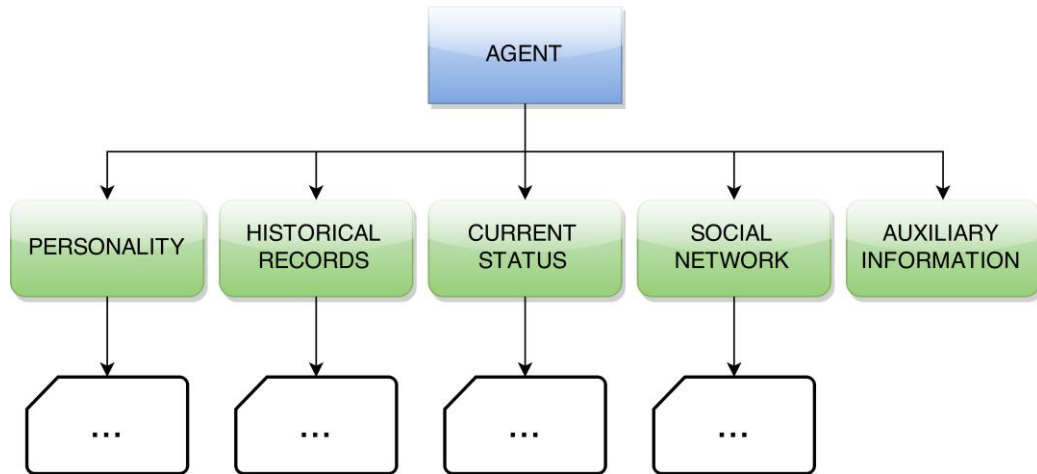 AGENT
PERSONALITY
HISTORICAL
RECORDS
CURRENT
STATUS
SOCIAL
NETWORK
AUXILIARY
INFORMATION
...
...
...
...